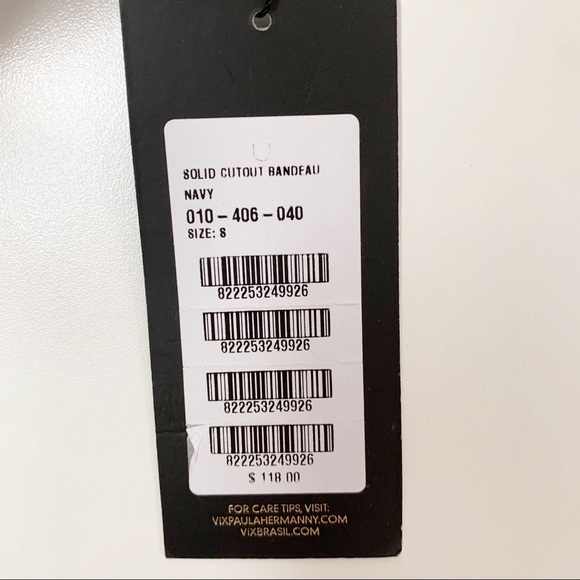 SOLID CUTOUT BANDEAU
NAVY
010-406-040
SIZE: S
822253249926
822253249926
822253249926
822253249926
$ 118.00
FOR CARE TIPS, VISIT:
VIXPAULAHERMANNY.COM
VIXBRASIL.COM